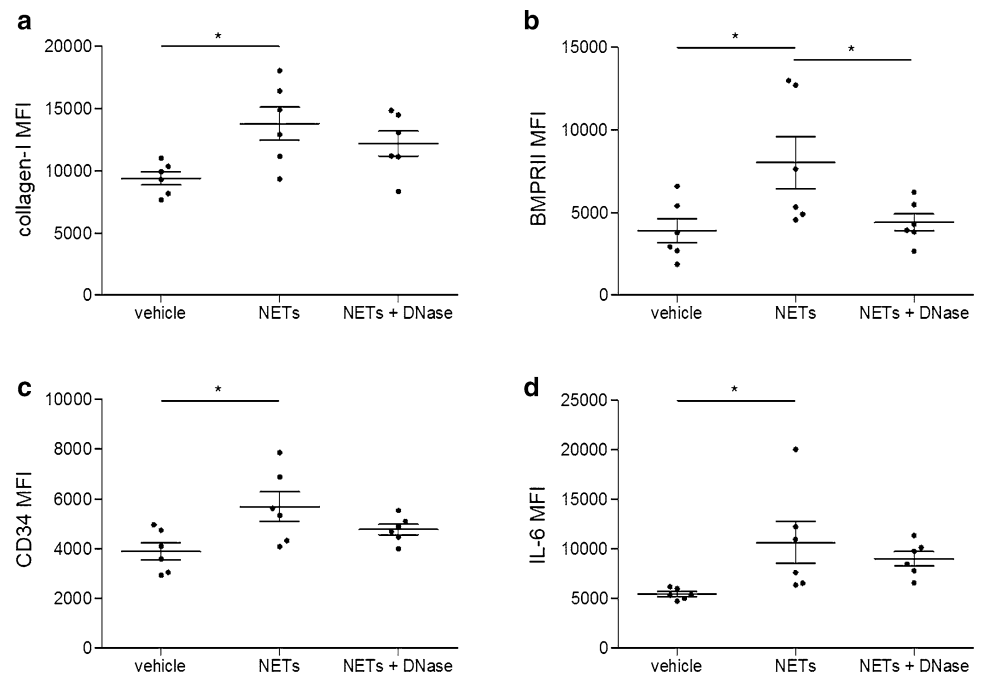 a
*
20000
15000
10000
5000
0
collagen-I MFI
vehicle NETs NETs + DNase
b
* *
15000
10000
5000
0
BMPRII MFI
vehicle NETs NETs + DNase
c
*
10000
8000
6000
4000
2000
0
CD34 MFI
vehicle NETs NETs + DNase
d
*
25000
20000
15000
10000
5000
0
IL-6 MFI
vehicle NETs NETs + DNase